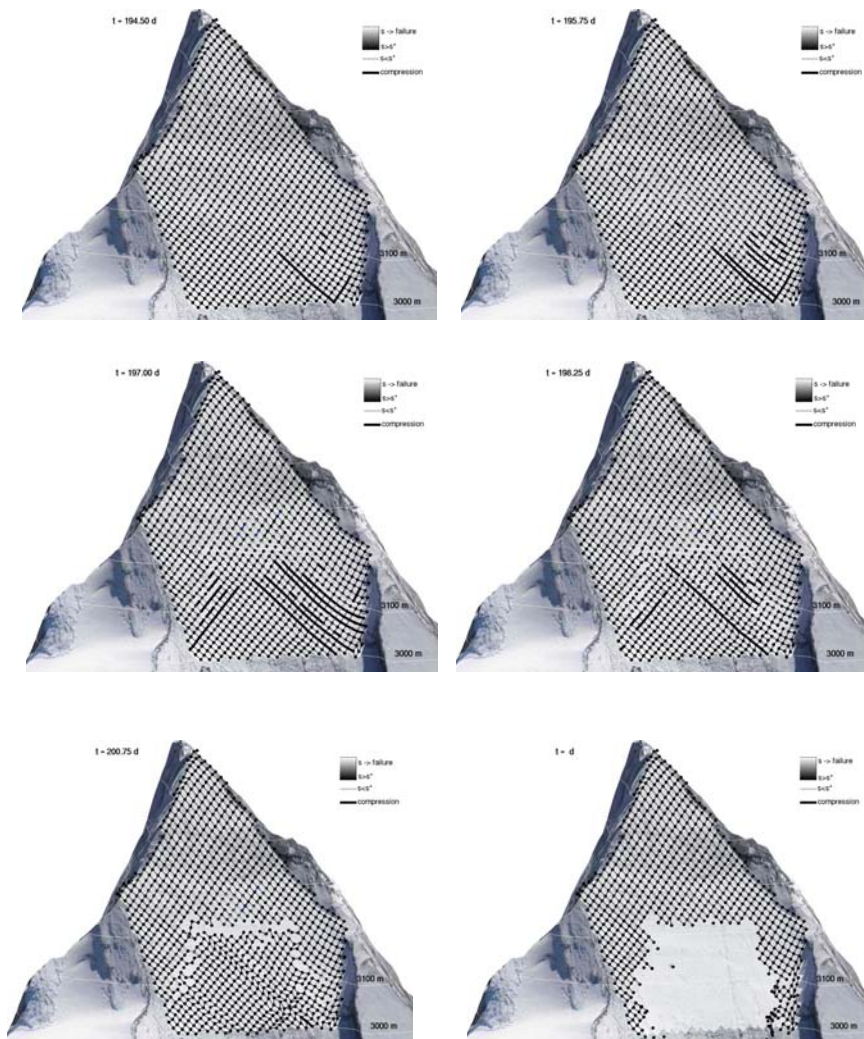 t = 194.50 d
s -> failure
s>s*
s<s*
compression
3100 m
3000 m
t = 195.75 d
s -> failure
s>s*
s<s*
compression
3100 m
3000 m
t = 197.00 d
s -> failure
s>s*
s<s*
compression
3100 m
3000 m
t = 198.25 d
s -> failure
s>s*
s<s*
compression
3100 m
3000 m
t = 200.75 d
s -> failure
s>s*
s<s*
compression
3100 m
3000 m
t = d
s -> failure
s>s*
s<s*
compression
3100 m
3000 m